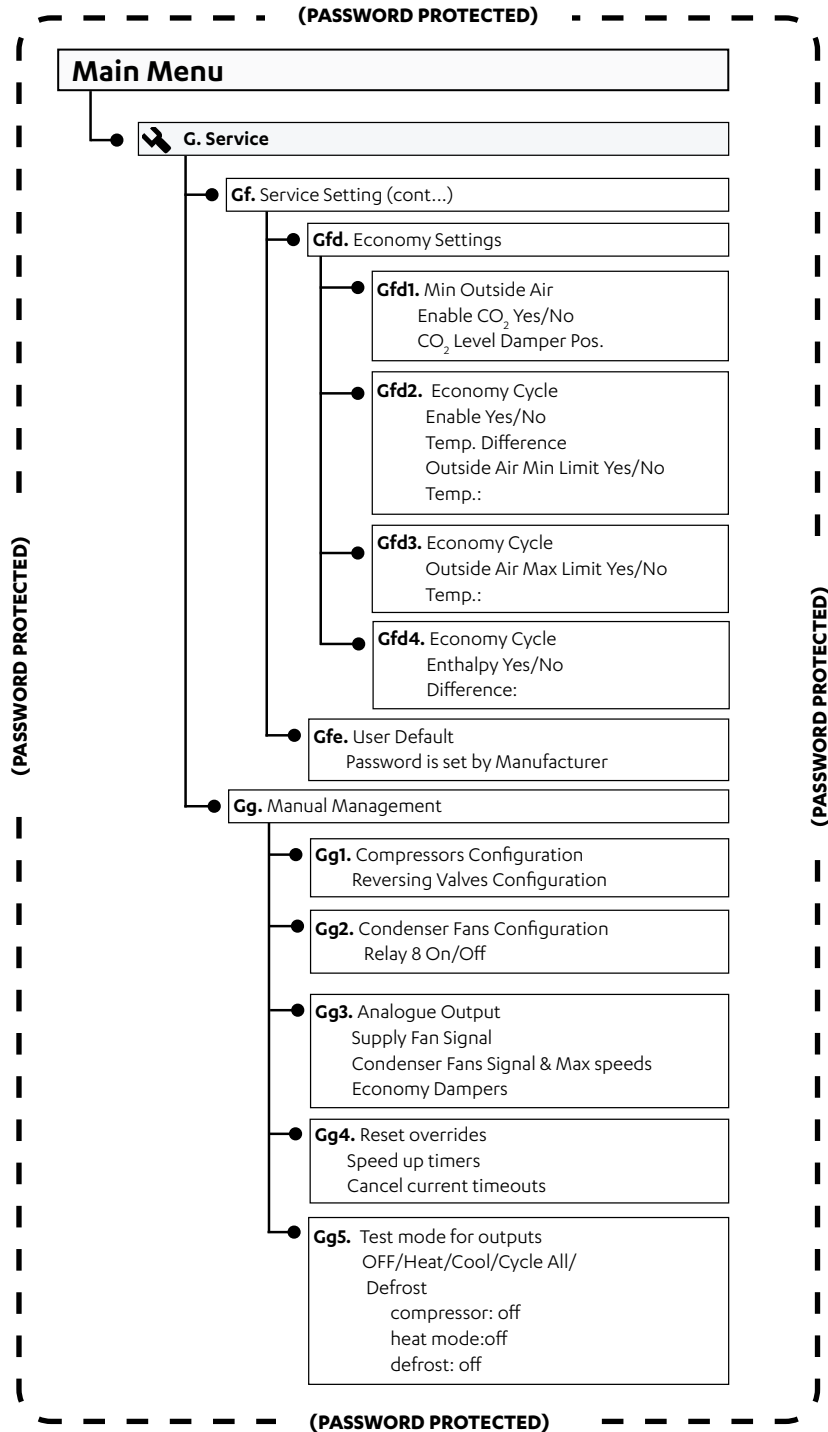 (PASSWORD PROTECTED)
Main Menu
G. Service
Gf. Service Setting (cont...)
Gfd. Economy Settings
Gfd1. Min Outside Air
Enable CO₂ Yes/No
CO₂ Level Damper Pos.
Gfd2. Economy Cycle
Enable Yes/No
Temp. Difference
Outside Air Min Limit Yes/No
Temp.:
Gfd3. Economy Cycle
Outside Air Max Limit Yes/No
Temp.:
(PASSWORD PROTECTED)
(PASSWORD PROTECTED)
Gfd4. Economy Cycle
Enthalpy Yes/No
Difference:
Gfe. User Default
Password is set by Manufacturer
Gg. Manual Management
Gg1. Compressors Configuration
Reversing Valves Configuration
Gg2. Condenser Fans Configuration
Relay 8 On/Off
Gg3. Analogue Output
Supply Fan Signal
Condenser Fans Signal & Max speeds
Economy Dampers
Gg4. Reset overrides
Speed up timers
Cancel current timeouts
Gg5. Test mode for outputs
OFF/Heat/Cool/Cycle All/
Defrost
compressor: off
heat mode:off
defrost: off
(PASSWORD PROTECTED)